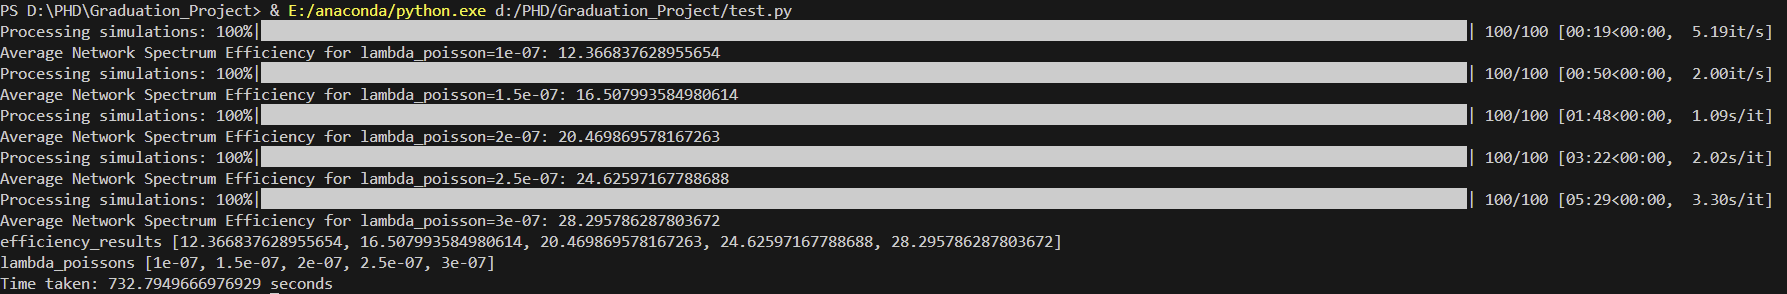 PS D:\PHD\Graduation_Project> & E:/anaconda/python.exe d:/PHD/Graduation_Project/test.py
Processing simulations: 100%|| 100/100 [00:19<00:00,  5.19it/s]
Average Network Spectrum Efficiency for lambda_poisson=1e-07: 12.366837628955654
Processing simulations: 100%|| 100/100 [00:50<00:00,  2.00it/s]
Average Network Spectrum Efficiency for lambda_poisson=1.5e-07: 16.507993584980614
Processing simulations: 100%|| 100/100 [01:48<00:00,  1.09s/it]
Average Network Spectrum Efficiency for lambda_poisson=2e-07: 20.469869578167263
Processing simulations: 100%|| 100/100 [03:22<00:00,  2.02s/it]
Average Network Spectrum Efficiency for lambda_poisson=2.5e-07: 24.62597167788688
Processing simulations: 100%|| 100/100 [05:29<00:00,  3.30s/it]
Average Network Spectrum Efficiency for lambda_poisson=3e-07: 28.295786287803672
efficiency_results [12.366837628955654, 16.507993584980614, 20.469869578167263, 24.62597167788688, 28.295786287803672]
lambda_poissons [1e-07, 1.5e-07, 2e-07, 2.5e-07, 3e-07]
Time taken: 732.7949666976929 seconds